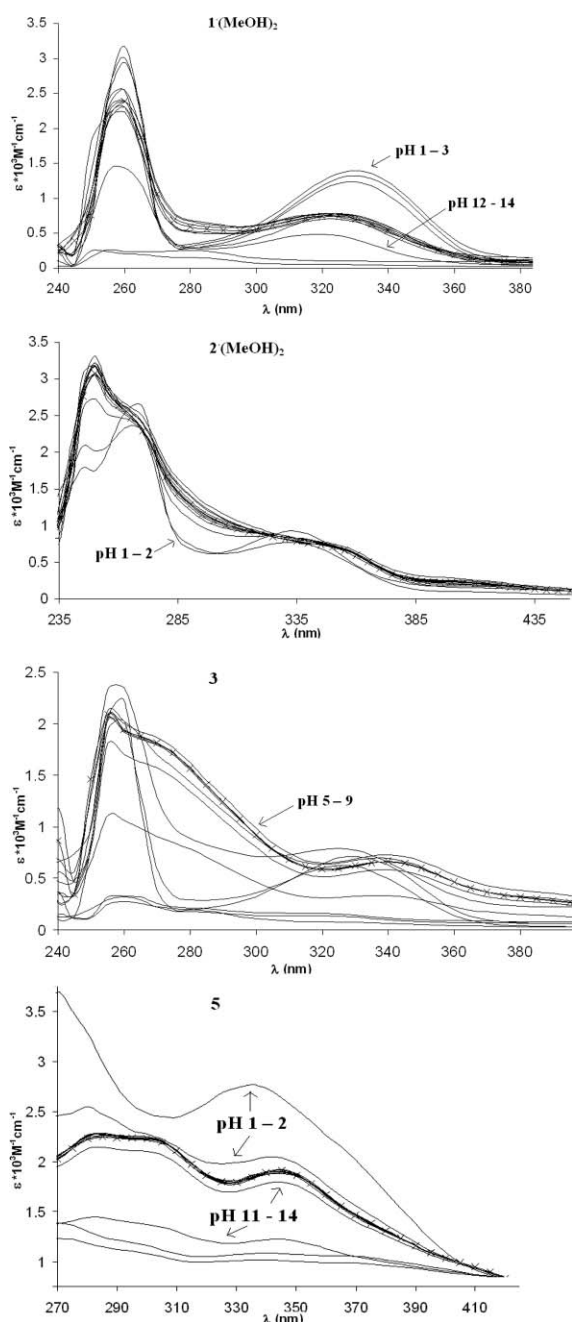 1 (MeOH)₂
ε *10³M⁻¹cm⁻¹
3.5
3
2.5
2
1.5
1
0.5
0
pH 1 – 3
pH 12 - 14
240 260 280 300 320 340 360 380
λ (nm)
2 (MeOH)₂
ε *10³M⁻¹cm⁻¹
3.5
3
2.5
2
1.5
1
0.5
0
pH 1 – 2
235 285 335 385 435
λ (nm)
3
ε *10³M⁻¹cm⁻¹
2.5
2
1.5
1
0.5
0
pH 5 – 9
240 260 280 300 320 340 360 380
λ (nm)
5
ε *10³M⁻¹cm⁻¹
3.5
3
2.5
2
1.5
1
pH 1 – 2
pH 11 - 14
270 290 310 330 350 370 390 410
λ (nm)